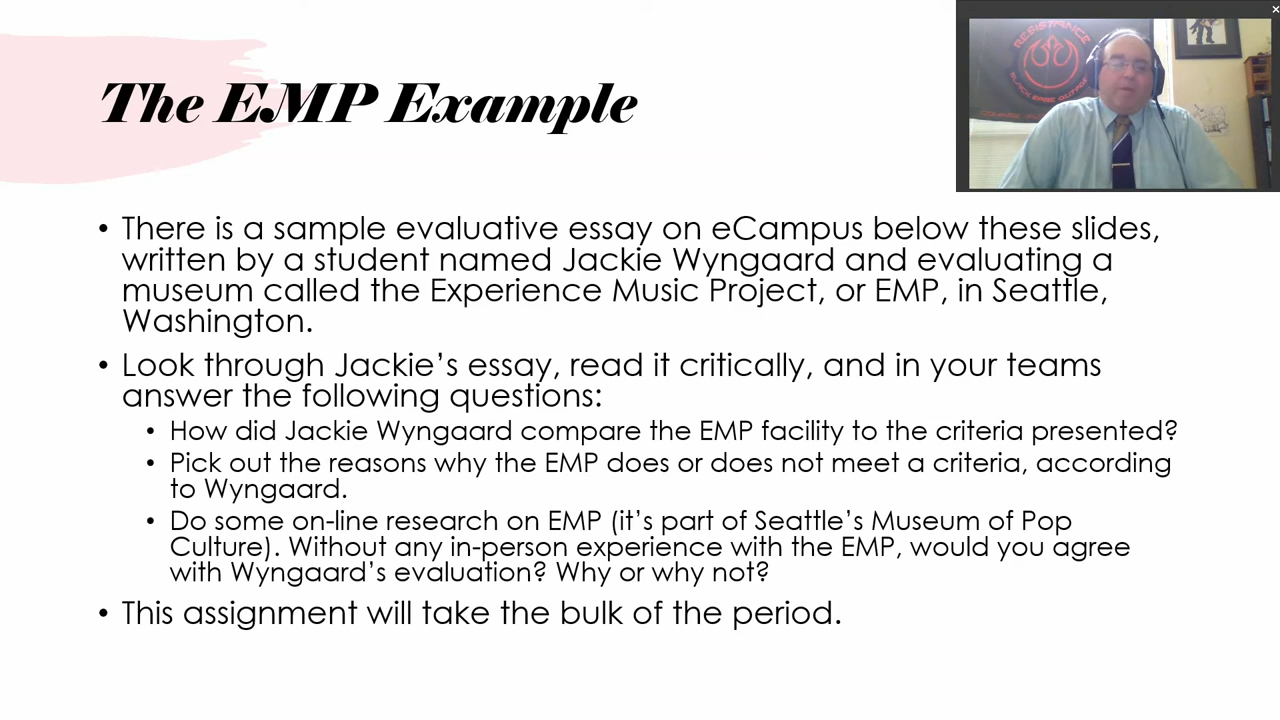 The EMP Example
RESISTANCE
• There is a sample evaluative essay on eCampus below these slides,
written by a student named Jackie Wyngaard and evaluating a
museum called the Experience Music Project, or EMP, in Seattle,
Washington.
• Look through Jackie’s essay, read it critically, and in your teams
answer the following questions:
• How did Jackie Wyngaard compare the EMP facility to the criteria presented?
• Pick out the reasons why the EMP does or does not meet a criteria, according
to Wyngaard.
• Do some on-line research on EMP (it’s part of Seattle’s Museum of Pop
Culture). Without any in-person experience with the EMP, would you agree
with Wyngaard’s evaluation? Why or why not?
• This assignment will take the bulk of the period.